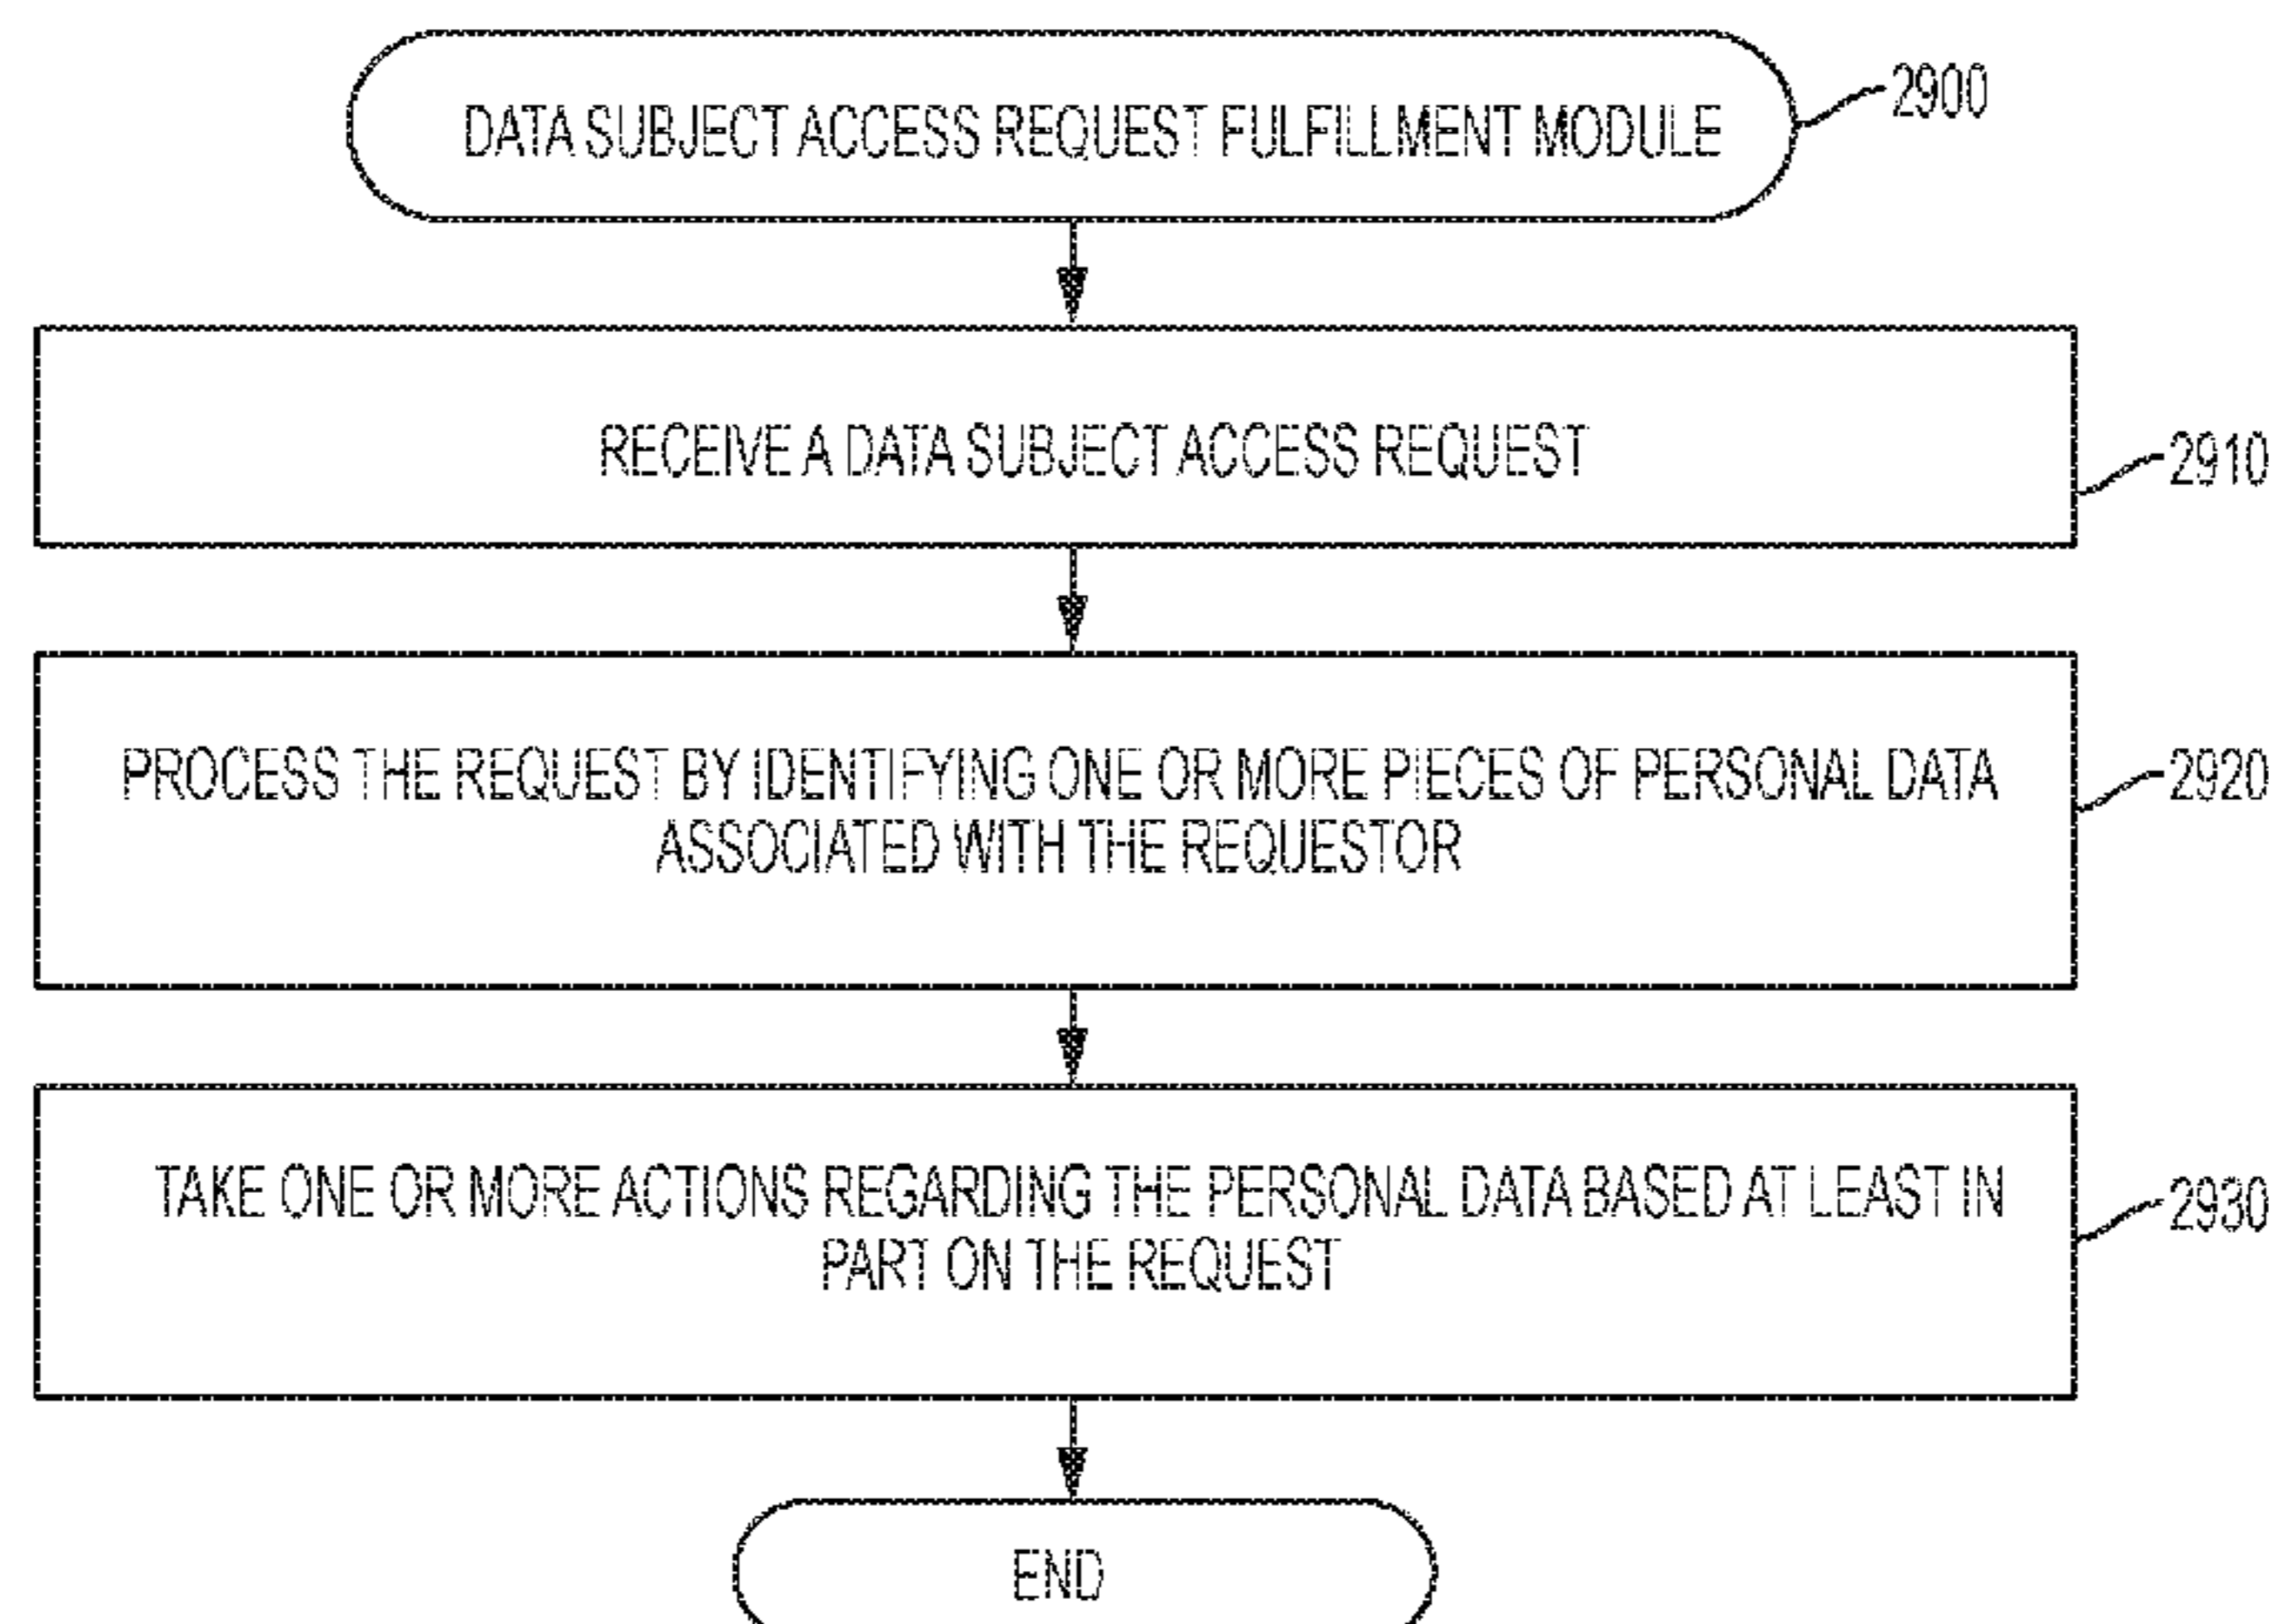 DATA SUBJECT ACCESS REQUEST FULFILLMENT MODULE
2900
RECEIVE A DATA SUBJECT ACCESS REQUEST
2910
PROCESS THE REQUEST BY IDENTIFYING ONE OR MORE PIECES OF PERSONAL DATA
ASSOCIATED WITH THE REQUESTOR
2920
TAKE ONE OR MORE ACTIONS REGARDING THE PERSONAL DATA BASED AT LEAST IN
PART ON THE REQUEST
2930
END